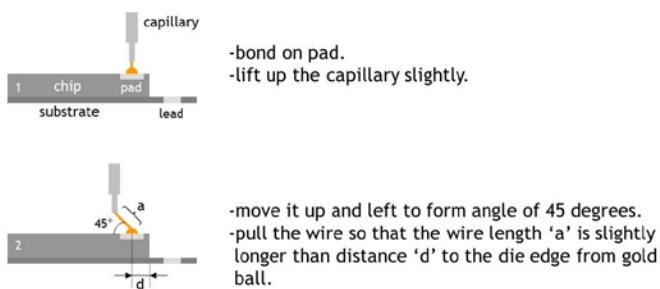 capillary
-bond on pad.
-lift up the capillary slightly.
1 chip pad
substrate lead
a
45°
-move it up and left to form angle of 45 degrees.
-pull the wire so that the wire length ‘a’ is slightly
2
longer than distance ‘d’ to the die edge from gold
ball.
d